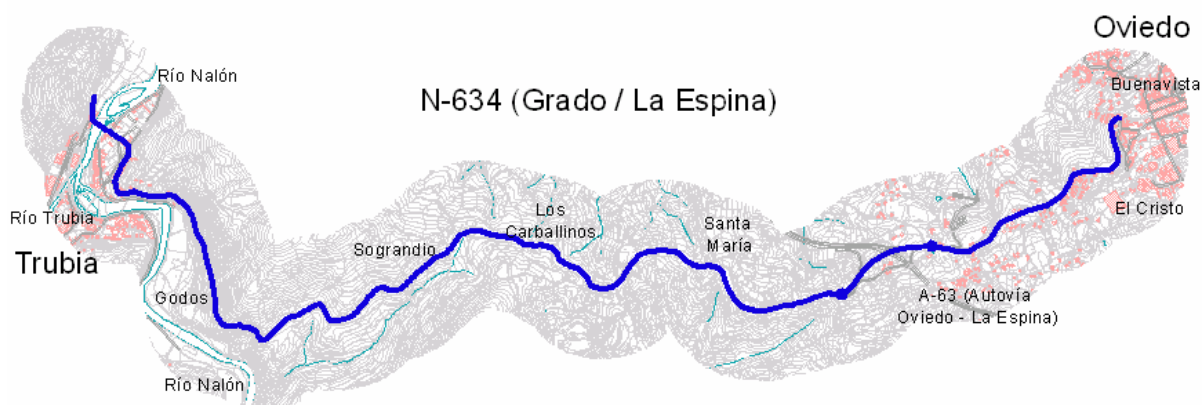 Oviedo
Río Nalón
Buenavista
N-634 (Grado / La Espina)
Río Trubia
Los
Carballinos
Santa
María
El Cristo
Sograndio
Trubia
Godos
A-63 (Autovía
Oviedo - La Espina)
Río Nalón